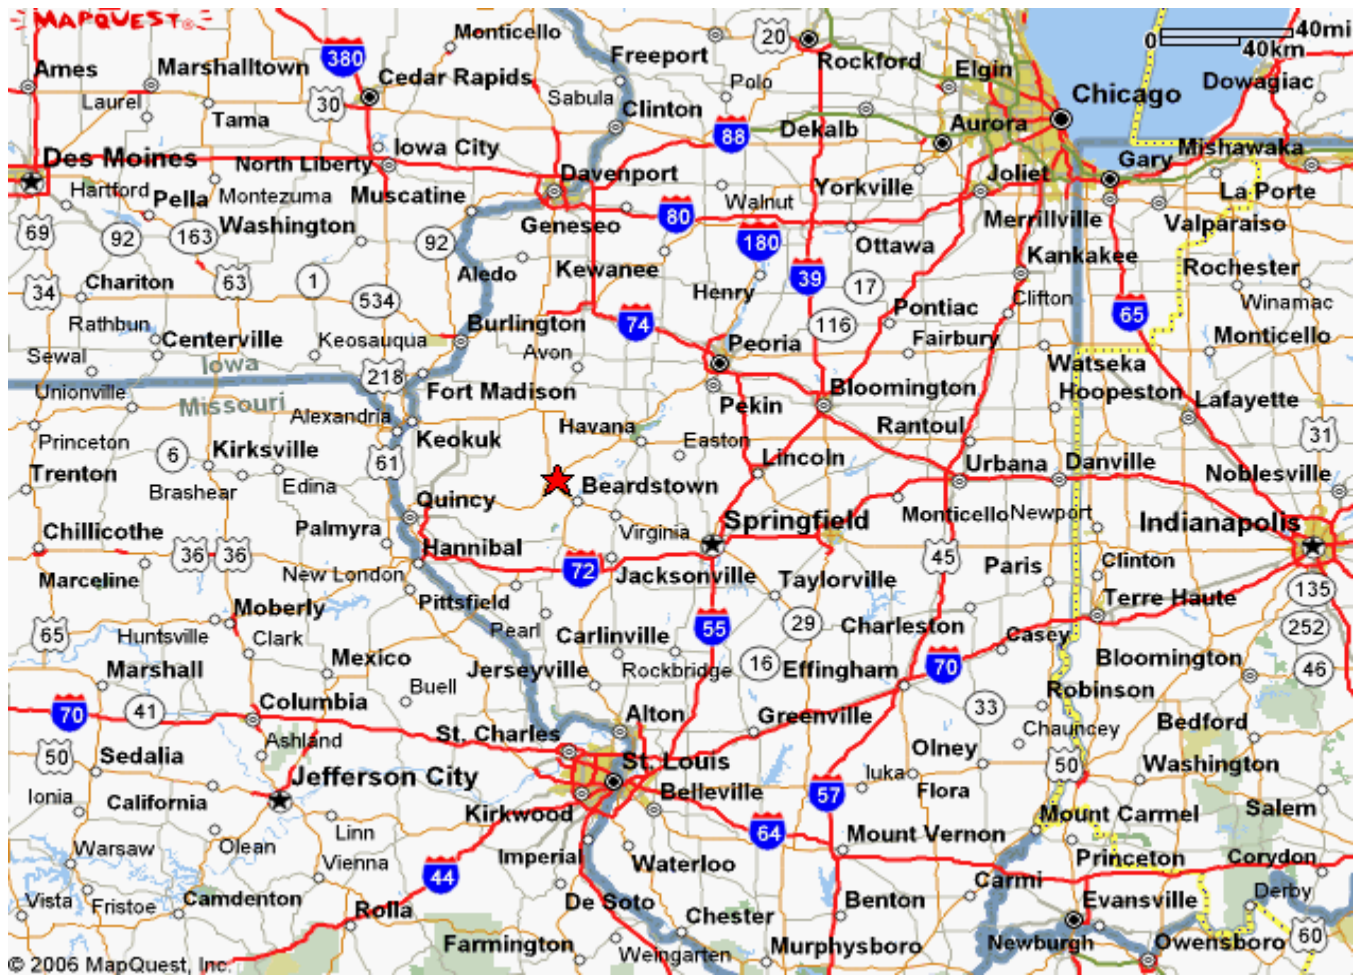 MAPQUEST®
Monticello
Freeport
20
Rockford
Elgin
0
40mi
40km
Dowagiac
Ames
Marshalltown
380
Cedar Rapids
Polo
Chicago
Laurel
Tama
30
Sabula
Clinton
88
Dekalb
Aurora
Des Moines
North Liberty
Iowa City
Davenport
Gary
Mishawaka
Hartford
Pella
Montezuma
Muscatine
Walnut
Yorkville
Joliet
La Porte
69
92
163
Washington
92
Geneseo
80
180
Ottawa
Merrillville
Valparaiso
Kankakee
34
Chariton
63
1
534
Aledo
Kewanee
Henry
39
17
Clifton
65
Rochester
Winamac
Rathbun
Centerville
Keosauqua
Burlington
74
116
Pontiac
Monticello
Sewal
Iowa
Avon
Peoria
Fairbury
Watseka
Unionville
Missouri
218
Fort Madison
Pekin
Bloomington
Hoopeston
Lafayette
Alexandria
Keokuk
Havana
Easton
Rantoul
31
Princeton
6
Kirksville
61
Lincoln
Urbana
Danville
Noblesville
Trenton
Brashear
Edina
Quincy
Beardstown
Monticello
Newport
Chillicothe
Palmyra
Virginia
Springfield
Indianapolis
36
36
Hannibal
45
Marceline
New London
72
Jacksonville
Taylorville
Paris
Clinton
135
Moberly
Pittsfield
Terre Haute
65
Huntsville
Clark
Pearl
Carlinville
55
29
Charleston
Casey
252
Marshall
Mexico
Jerseyville
Rockbridge
16
Effingham
70
Bloomington
46
70
41
Columbia
Buell
Alton
Greenville
33
Robinson
Chauncey
Bedford
50
Sedalia
Ashland
St. Charles
Olney
50
Washington
Jefferson City
St. Louis
Iuka
Flora
Ionia
California
Kirkwood
Belleville
57
Mount Carmel
Salem
Linn
64
Mount Vernon
Warsaw
Olean
Vienna
Imperial
Waterloo
Princeton
Corydon
44
Carmi
Vista
Fristoe
Camdenton
Rolla
De Soto
Chester
Benton
Evansville
Derby
Farmington
Weingarten
Murphysboro
Newburgh
Owensboro
60
© 2006 MapQuest, Inc.